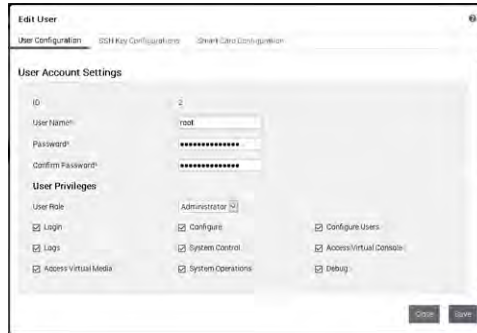 Edit User
User Configuration SSH Key Configurations Smart Card Configuration
User Account Settings
ID 2
User Name* root
Password* ••••••••••••••
Confirm Password* ••••••••••••••
User Privileges
User Role Administrator
Login Configure Configure Users
Logs System Control Access Virtual Console
Access Virtual Media System Operations Debug
Close Save